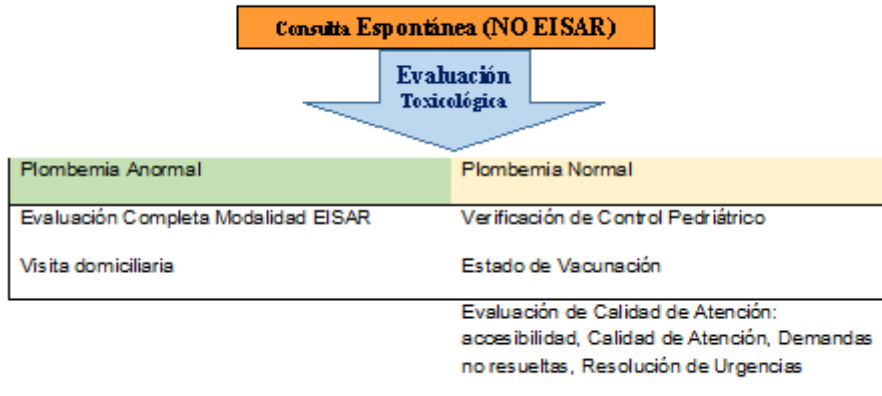 Consulta Espontánea (NO EISAR)
Evaluación
Toxicológica
Plombemia Anormal
Plombemia Normal
Evaluación Completa Modalidad EISAR
Verificación de Control Pedriátrico
Visita domiciliaria
Estado de Vacunación
Evaluación de Calidad de Atención:
accesibilidad, Calidad de Atención, Demandas
no resueltas, Resolución de Urgencias